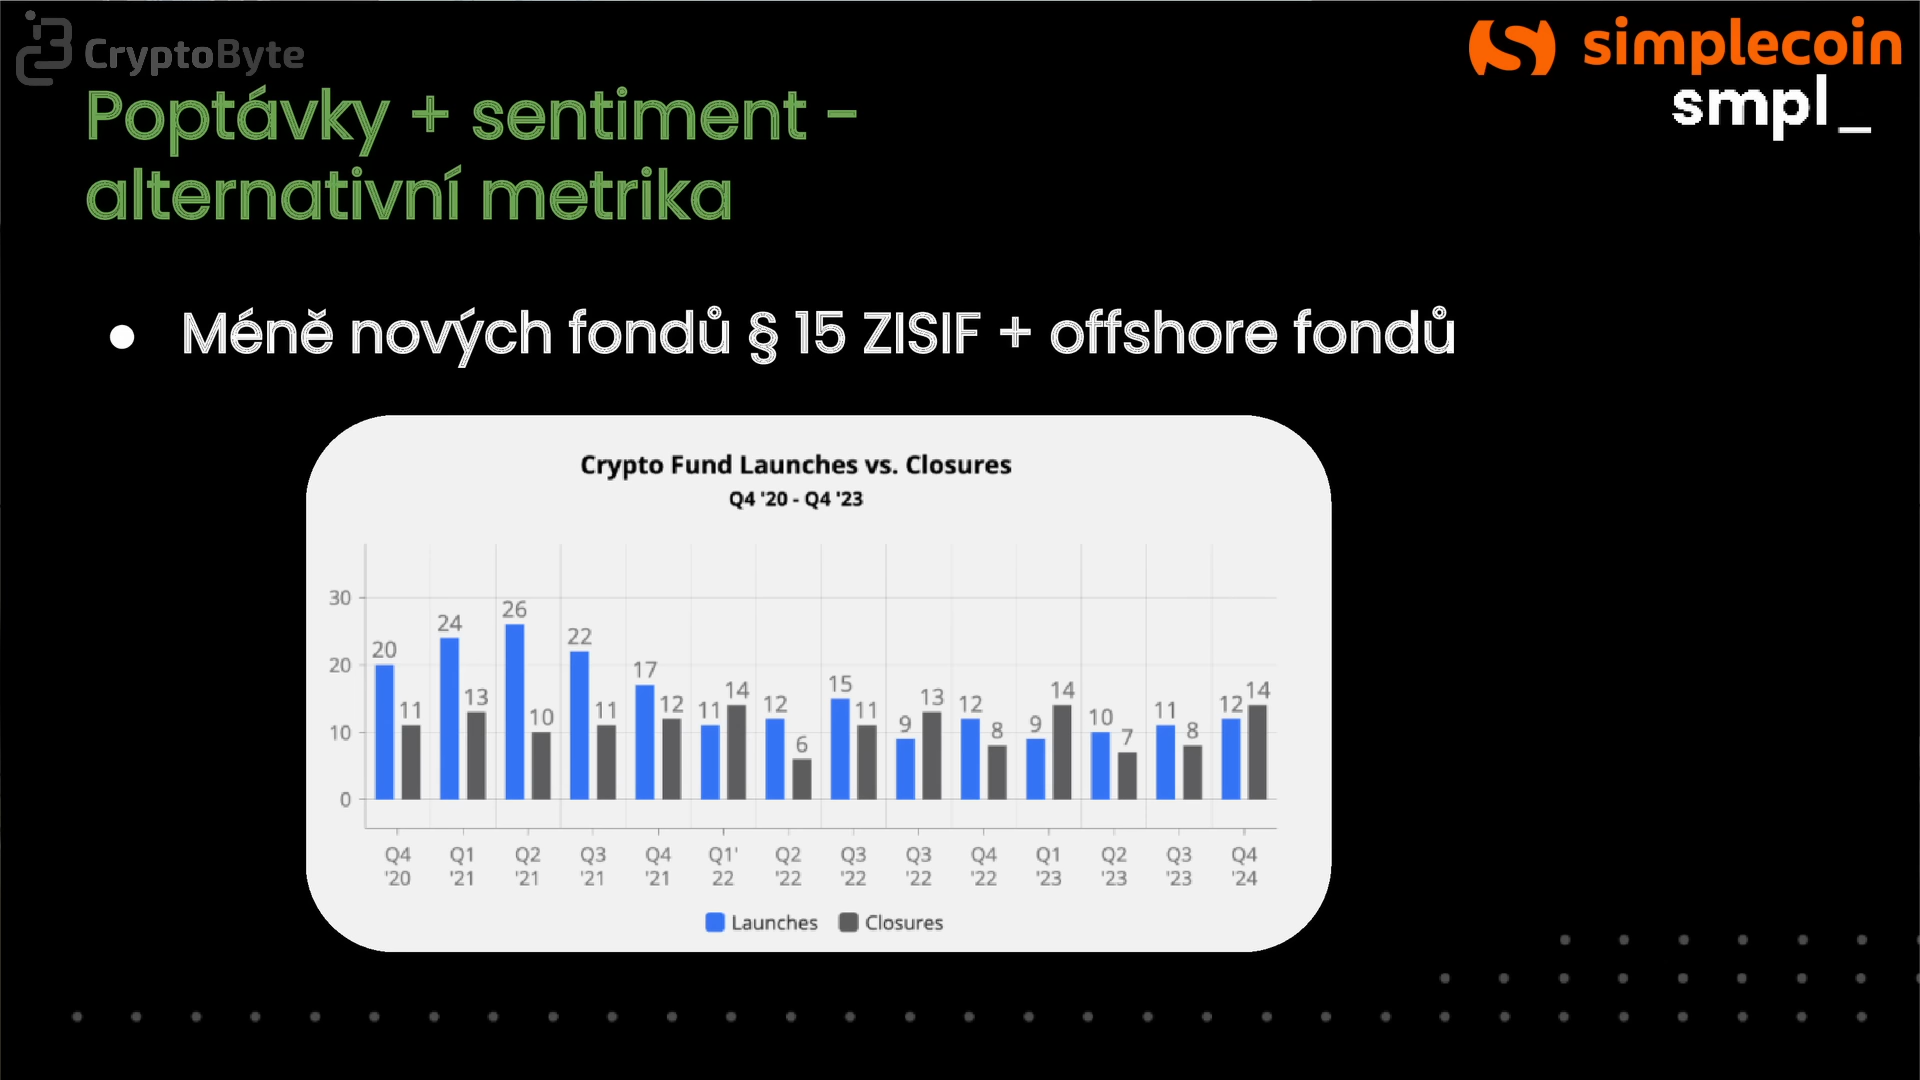 CryptoByte
simplecoin
smpl_
Poptávky + sentiment -
alternativní metrika
● Méně nových fondů § 15 ZISIF + offshore fondů
Crypto Fund Launches vs. Closures
Q4 '20 - Q4 '23
30
20
10
0
20 11 24 13 26 10 22 11 17 12 11 14 12 6 15 11 9 13 12 8 9 14 10 7 11 8 12 14
Q4 Q1 Q2 Q3 Q4 Q1' Q2 Q3 Q3 Q4 Q1 Q2 Q3 Q4
'20 '21 '21 '21 '21 22 '22 '22 '22 '22 '23 '23 '23 '24
Launches Closures